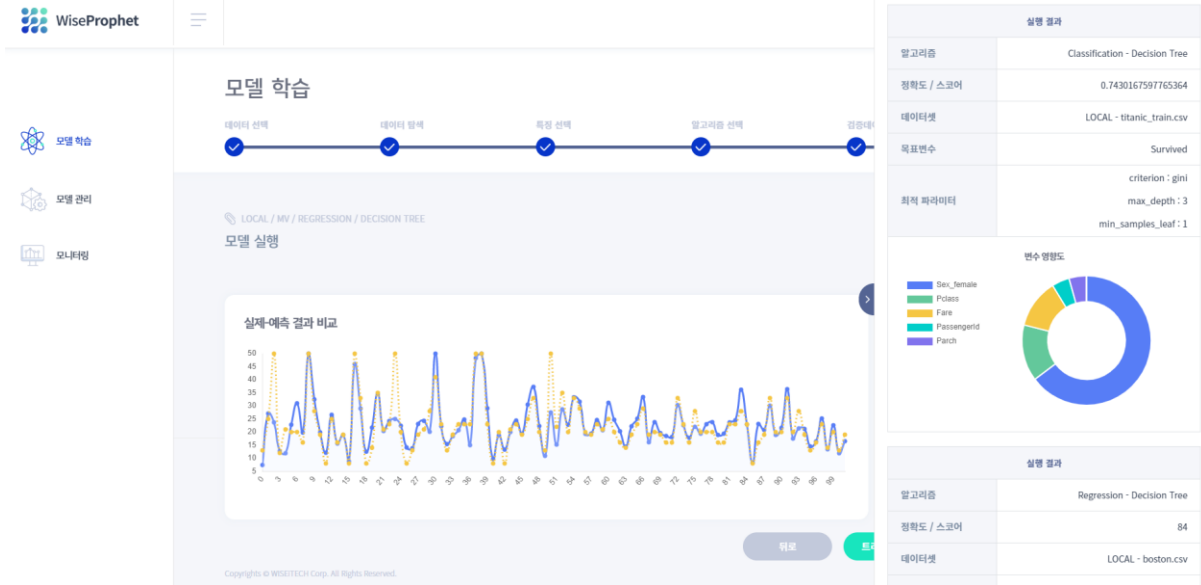 WiseProphet
모델 학습
모델 관리
모니터링
모델 학습
데이터 선택
데이터 탐색
특징 선택
알고리즘 선택
LOCAL / MV / REGRESSION / DECISION TREE
모델 실행
실제-예측 결과 비교
50
45
40
35
30
25
20
15
10
5
0 3 6 9 12 15 18 21 24 27 30 33 36 39 42 45 48 51 54 57 60 63 66 69 72 75 78 81 84 87 90 93 96 99
뒤로
Copyrights © WISEiTECH Corp. All Rights Reserved.
실행 결과
알고리즘 Classification - Decision Tree
정확도 / 스코어 0.7430167597765364
데이터셋 LOCAL - titanic_train.csv
목표변수 Survived
최적 파라미터
criterion : gini
max_depth : 3
min_samples_leaf : 1
변수 영향도
Sex_female
Pclass
Fare
PassengerId
Parch
실행 결과
알고리즘 Regression - Decision Tree
정확도 / 스코어 84
데이터셋 LOCAL - boston.csv